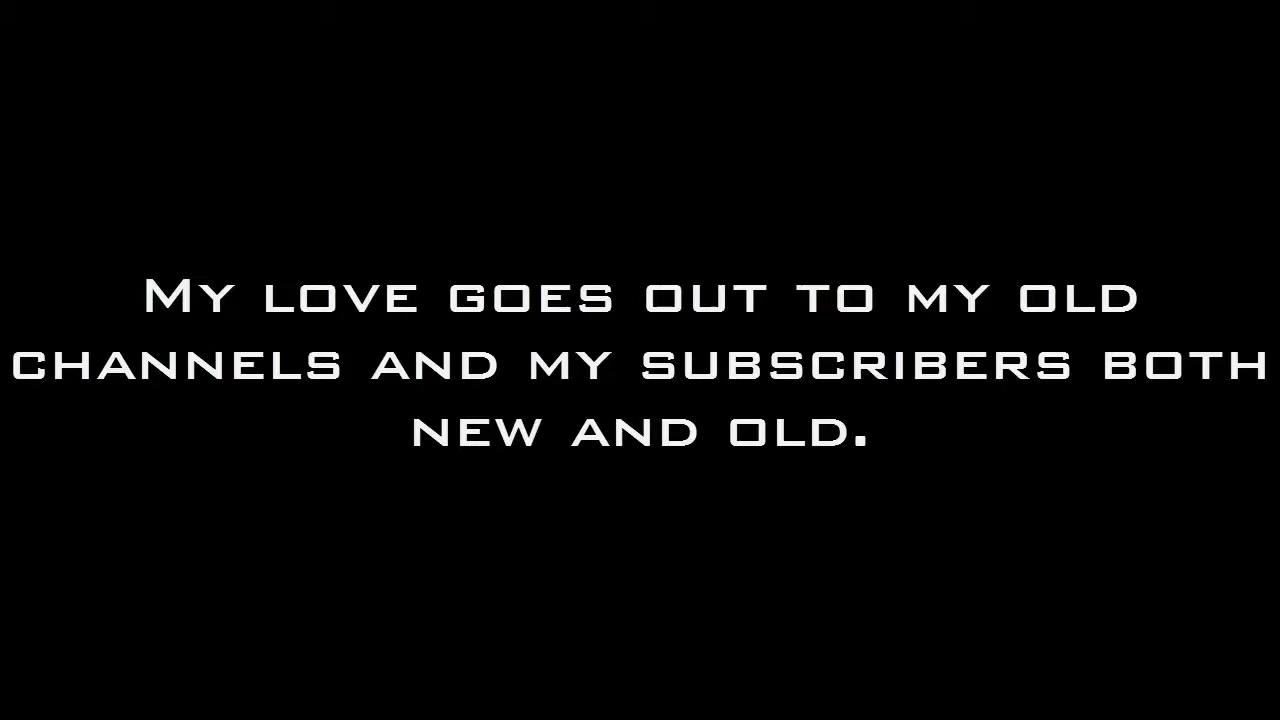 My love goes out to my old
channels and my subscribers both
new and old.